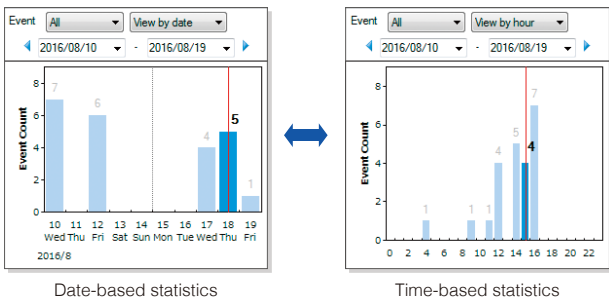 Event All View by date
2016/08/10 - 2016/08/19
Event Count
8
6
4
2
0
7
6
4
5
1
10 11 12 13 14 15 16 17 18 19
Wed Thu Fri Sat Sun Mon Tue Wed Thu Fri
2016/8
Date-based statistics
Event All View by hour
2016/08/10 - 2016/08/19
Event Count
8
6
4
2
0
1
1
1
4
5
4
7
0 2 4 6 8 10 12 14 16 18 20 22
Time-based statistics